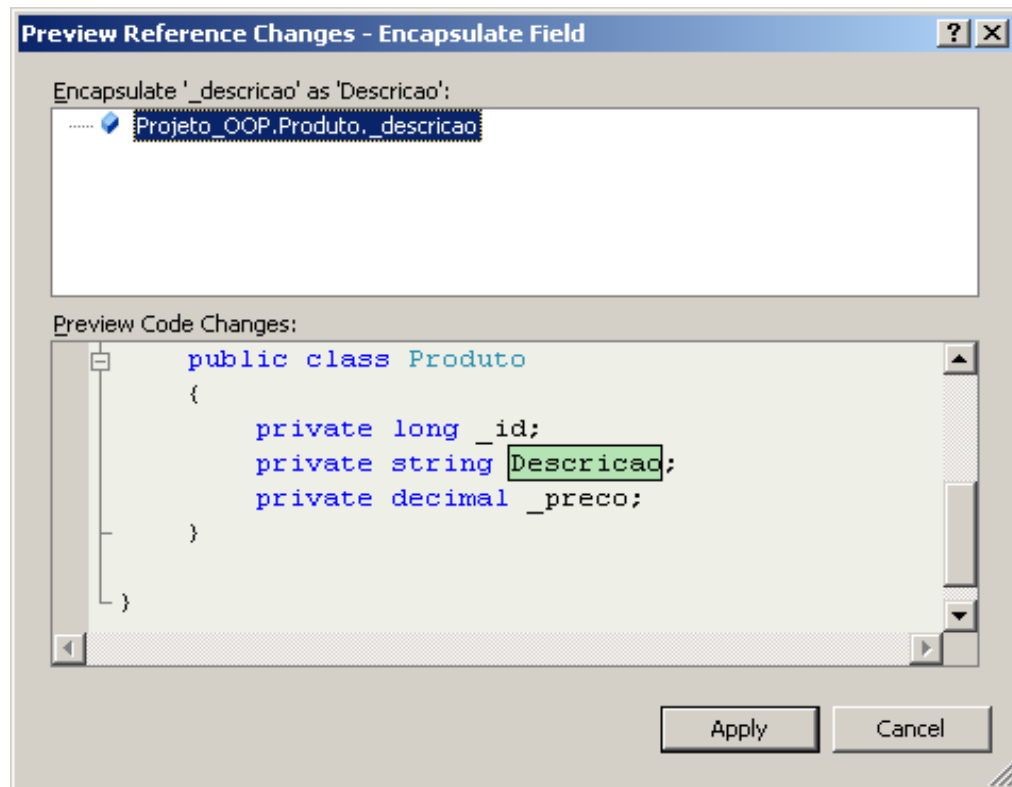 Preview Reference Changes - Encapsulate Field
Encapsulate '_descricao' as 'Descricao':
Projeto_OOP.Produto._descricao
Preview Code Changes:
public class Produto
{
private long _id;
private string Descricao;
private decimal _preco;
}
}
Apply Cancel